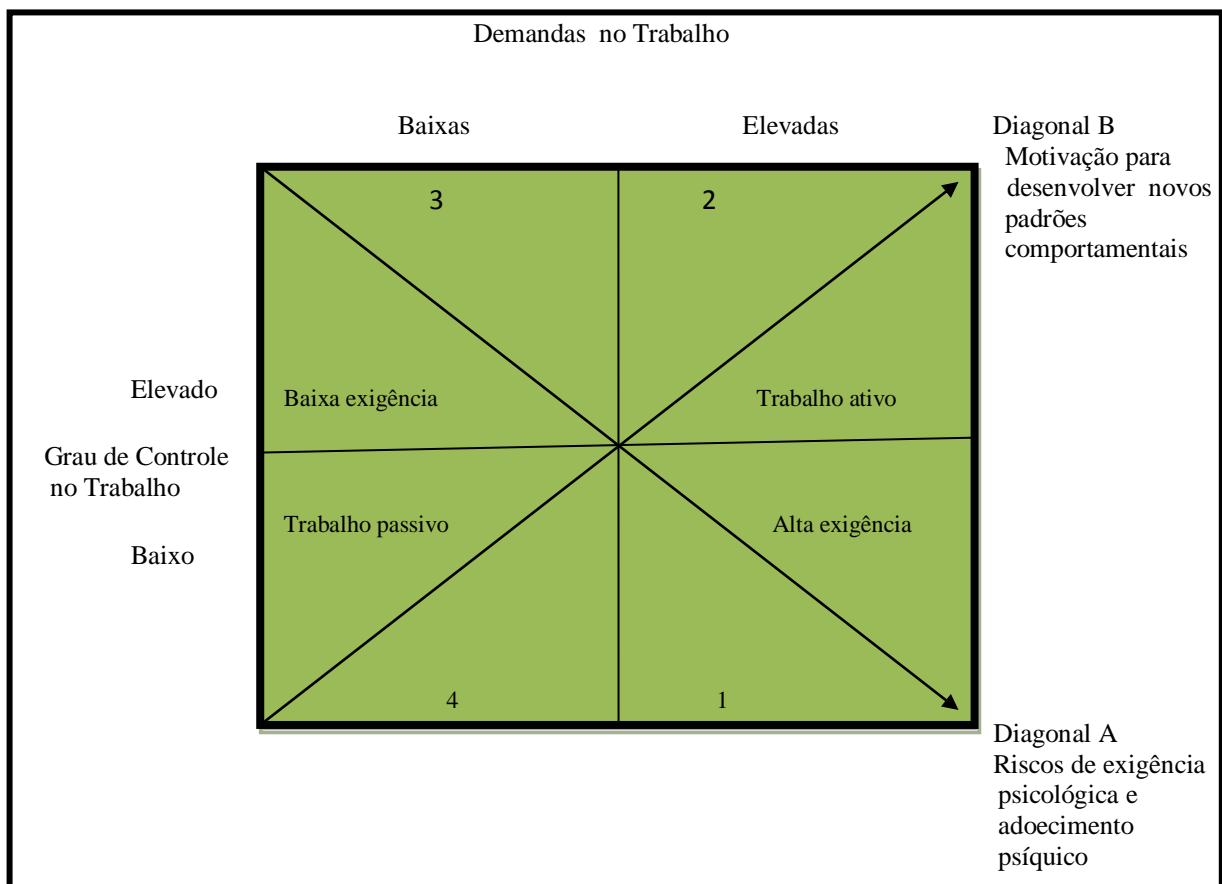 Demandas no Trabalho
Baixas
Elevadas
Diagonal B
Motivação para
desenvolver novos
padrões
comportamentais
3
2
Elevado
Baixa exigência
Trabalho ativo
Grau de Controle
no Trabalho
Trabalho passivo
Alta exigência
Baixo
4
1
Diagonal A
Riscos de exigência
psicológica e
adoecimento
psíquico